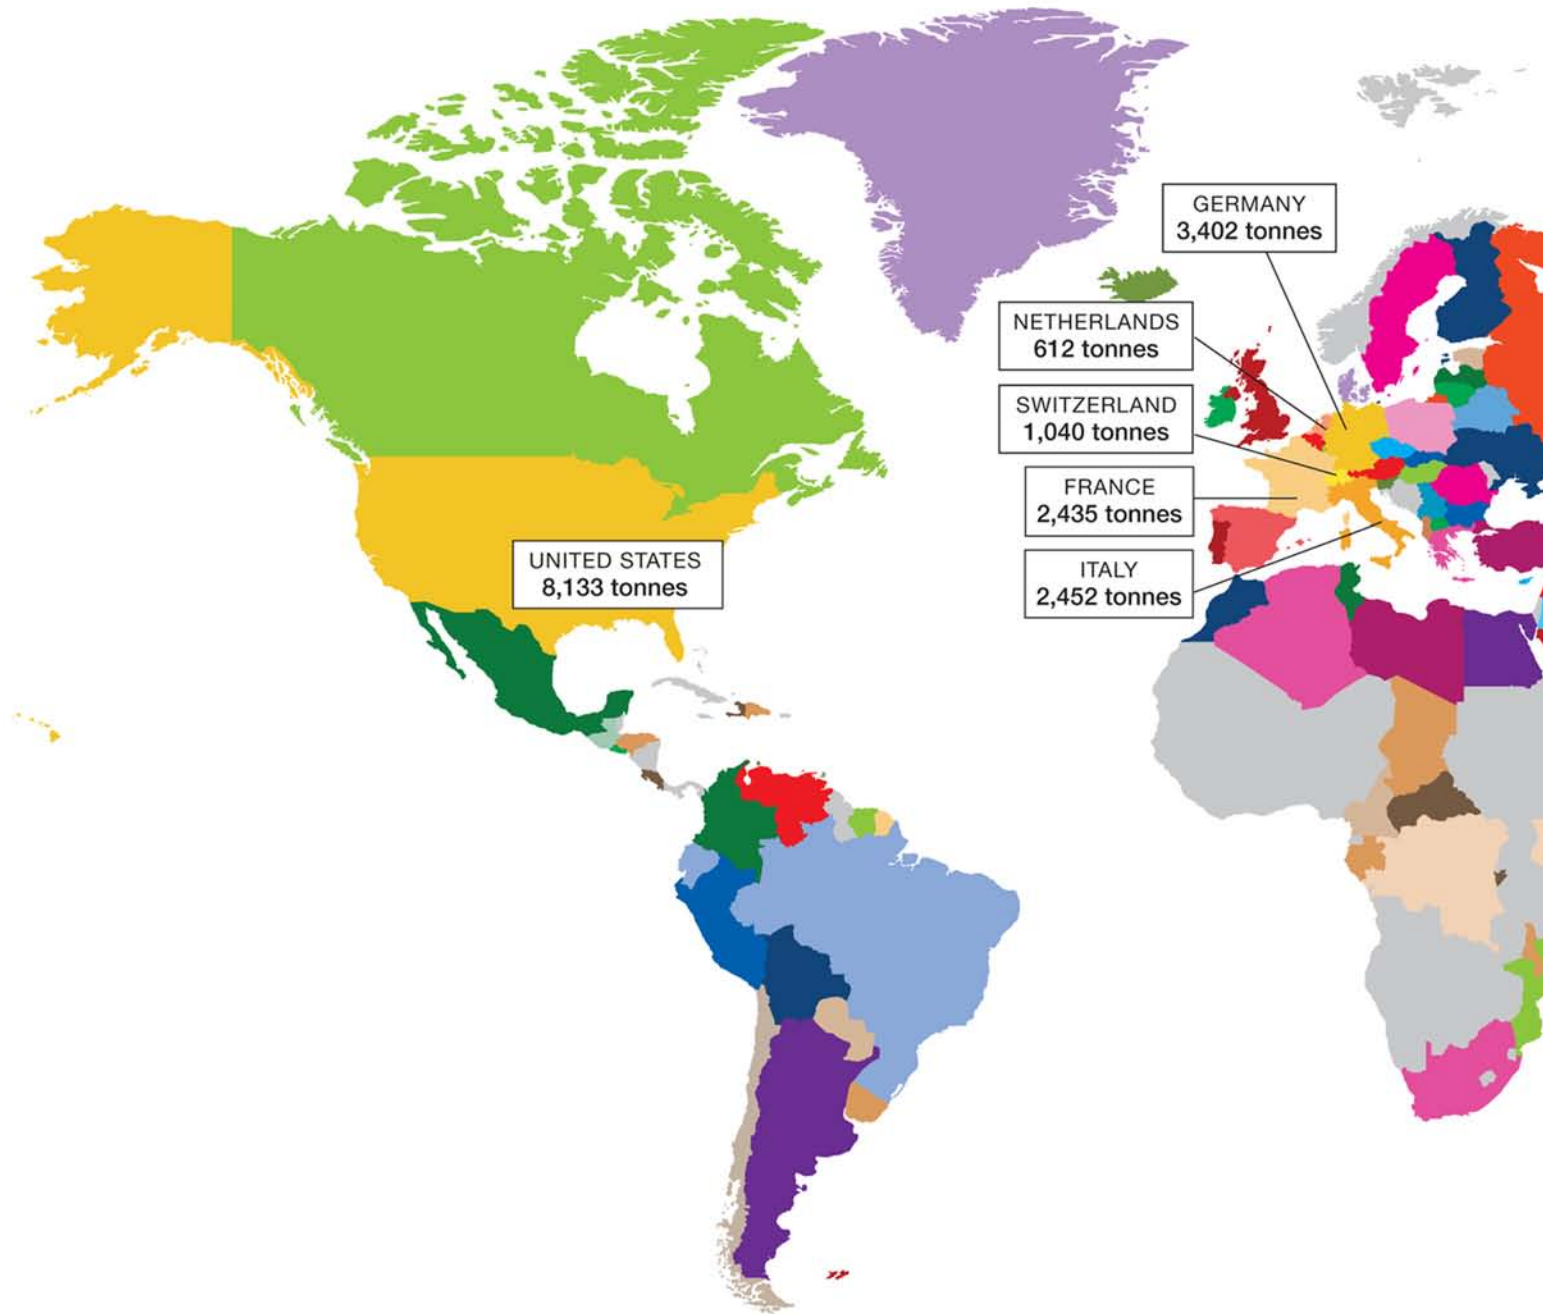 GERMANY
3,402 tonnes
NETHERLANDS
612 tonnes
SWITZERLAND
1,040 tonnes
FRANCE
2,435 tonnes
UNITED STATES
8,133 tonnes
ITALY
2,452 tonnes